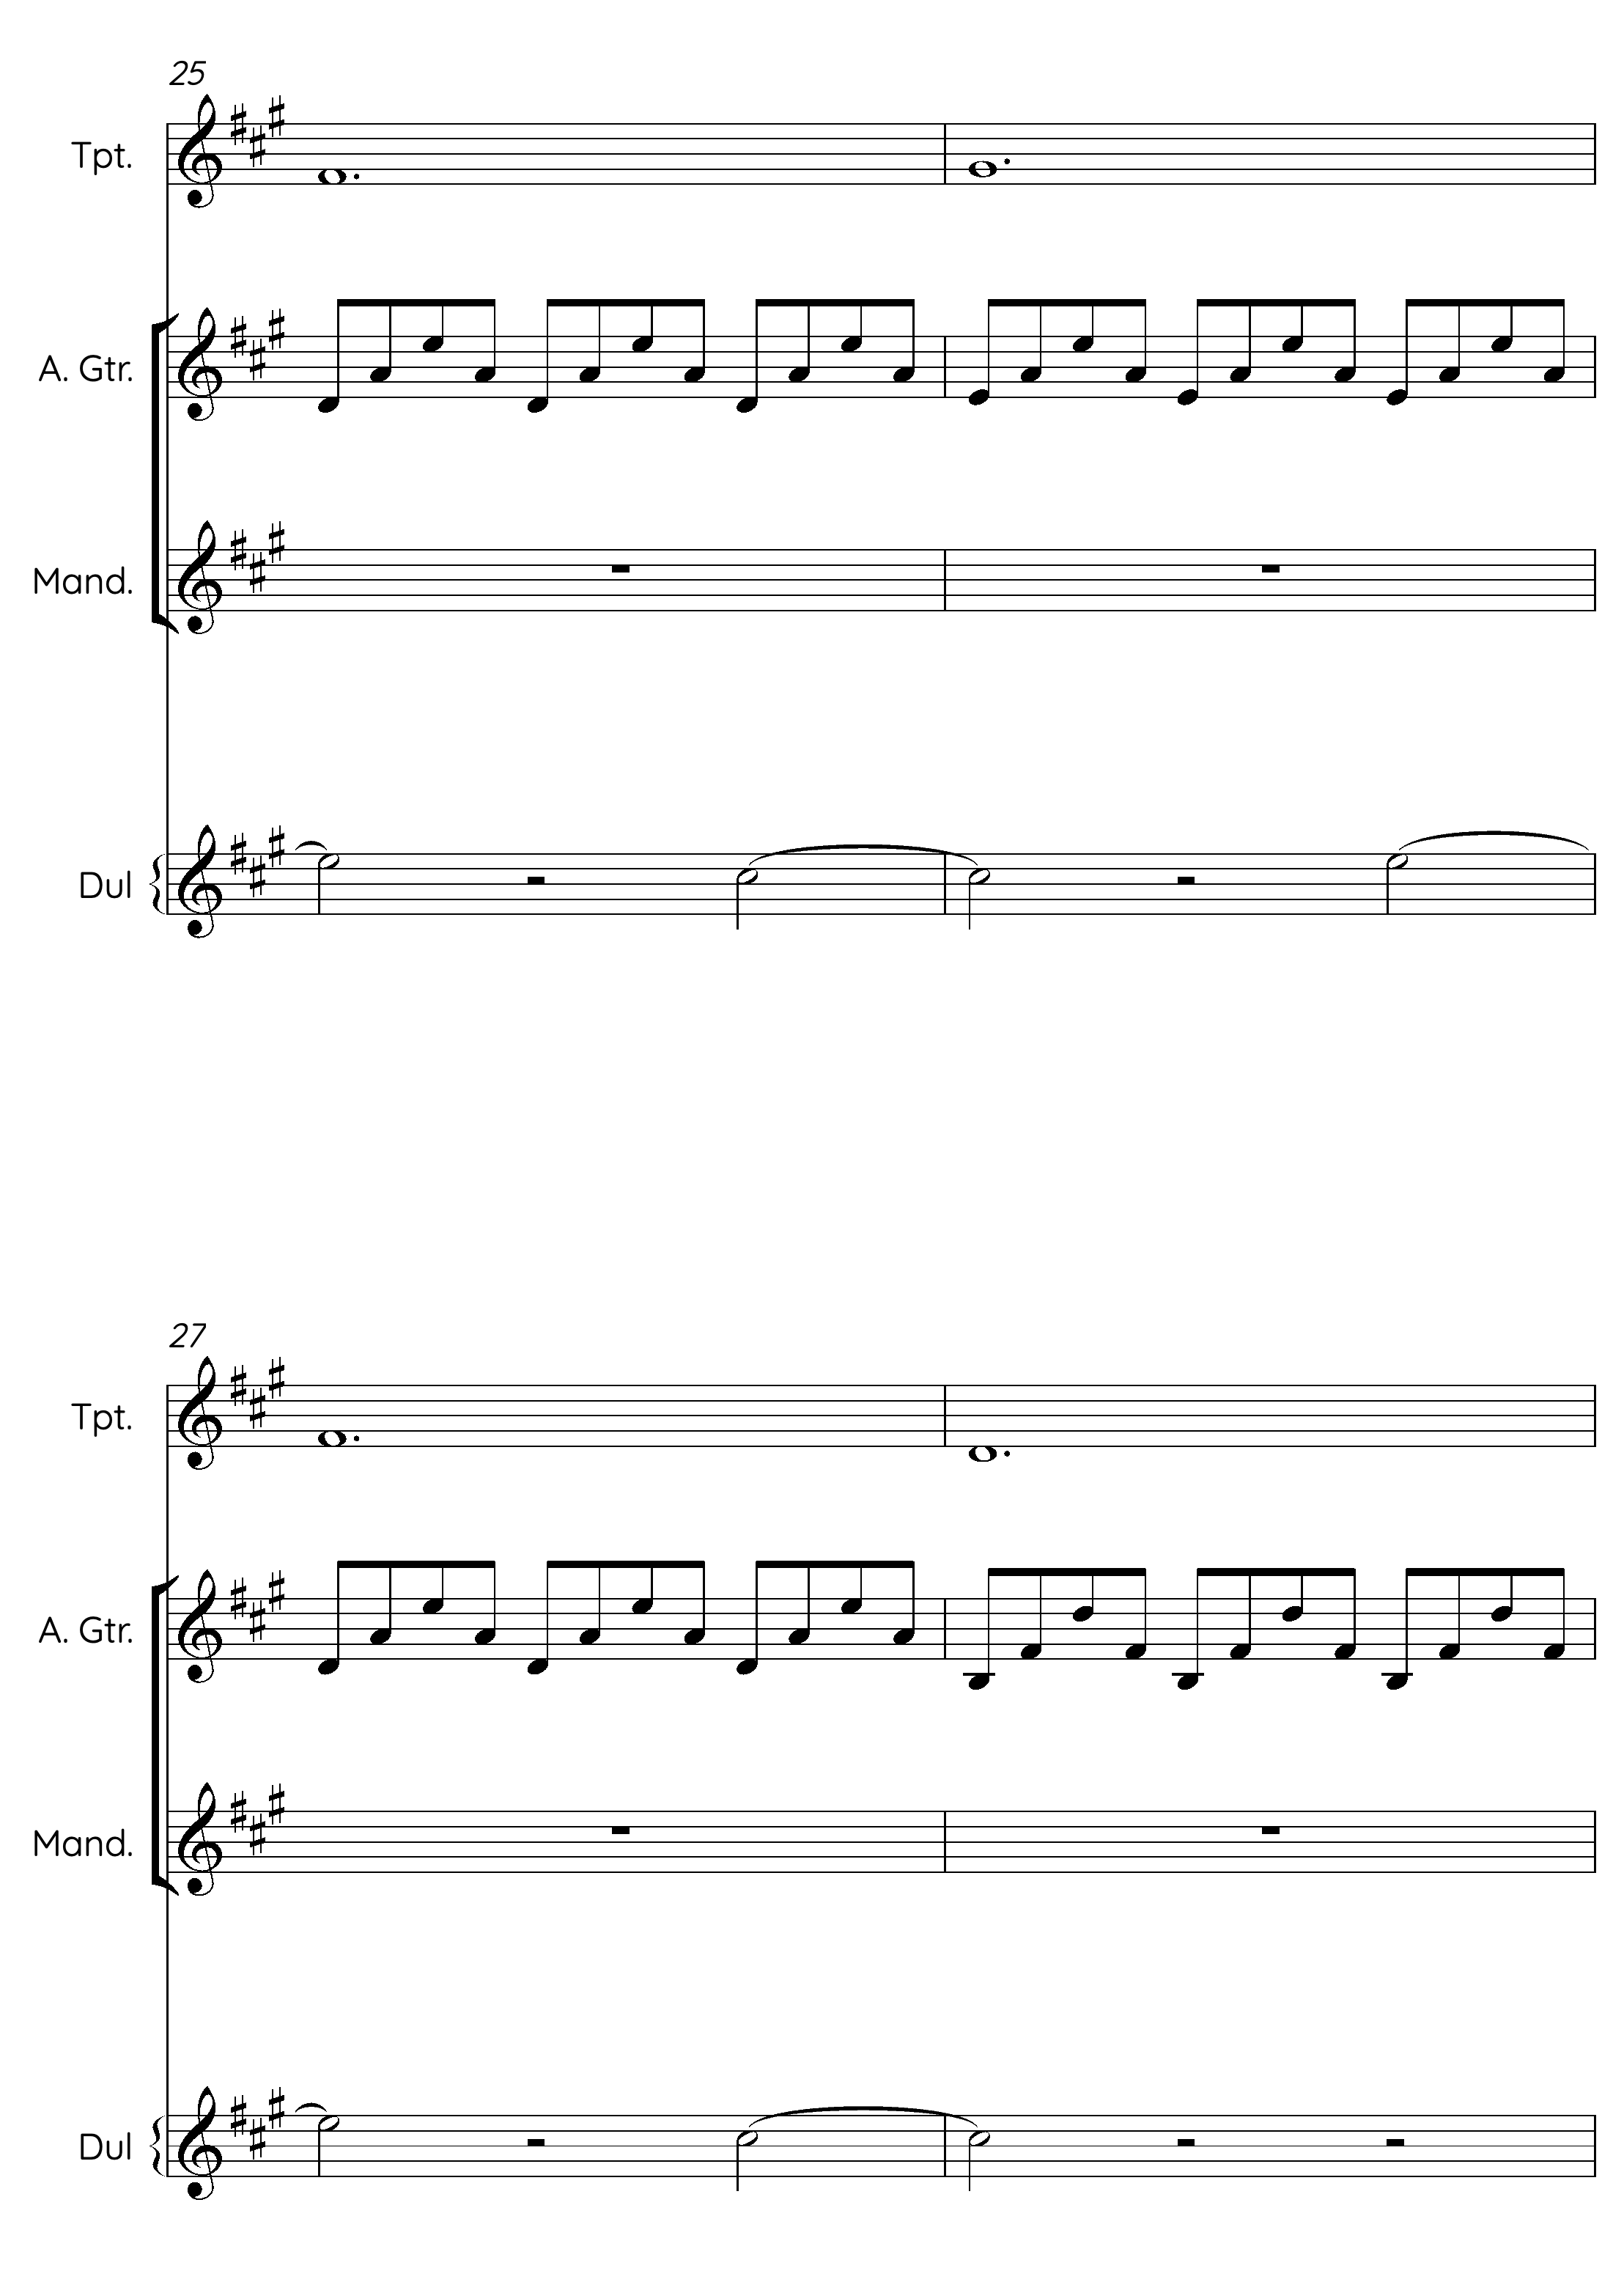 25
Tpt.
A. Gtr.
Mand.
Dul
27
Tpt.
A. Gtr.
Mand.
Dul